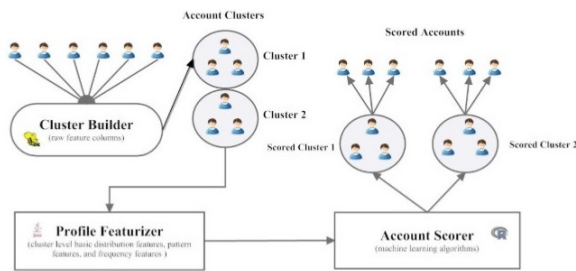 Account Clusters
Scored Accounts
Cluster 1
Cluster Builder
(raw feature columns)
Cluster 2
Scored Cluster 1
Scored Cluster 2
Profile Featurizer
(cluster level basic distribution features, pattern
features, and frequency features )
Account Scorer
(machine learning algorithms)
R